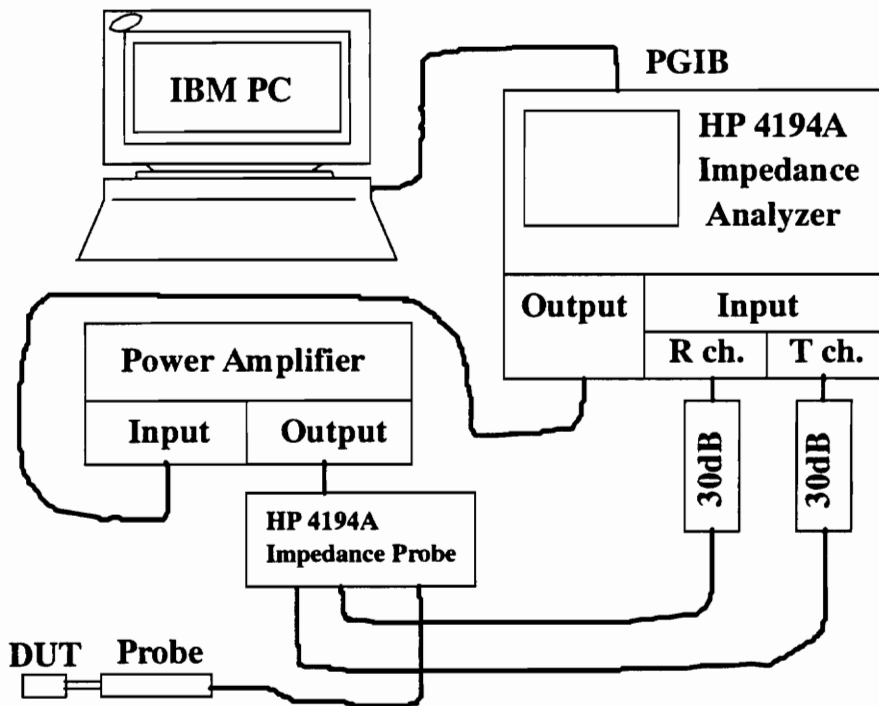 IBM PC
PGIB
HP 4194A
Impedance
Analyzer
Output
Input
R ch.
T ch.
Power Amplifier
Input
Output
30dB
30dB
HP 4194A
Impedance Probe
DUT
Probe